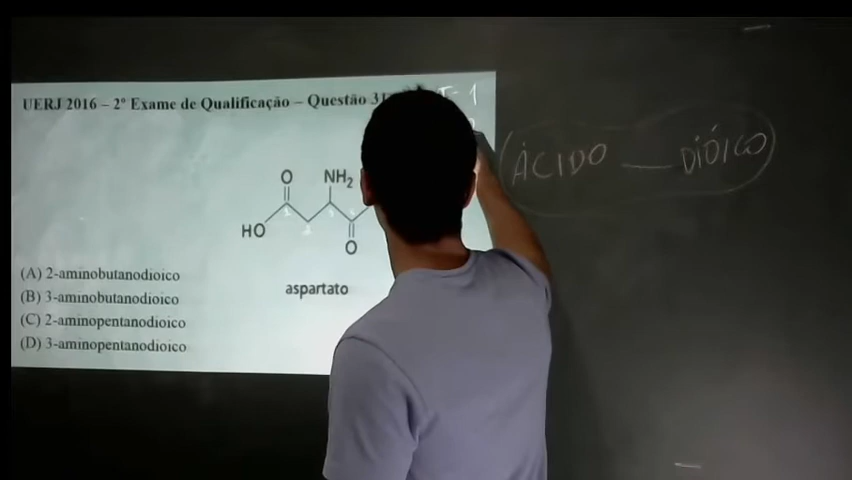 UERJ 2016 – 2º Exame de Qualificação – Questão
O
NH2
HO
O
aspartato
(A) 2-aminobutanodioico
(B) 3-aminobutanodioico
(C) 2-aminopentanodioico
(D) 3-aminopentanodioico
ÁCIDO ___ DIÓICO